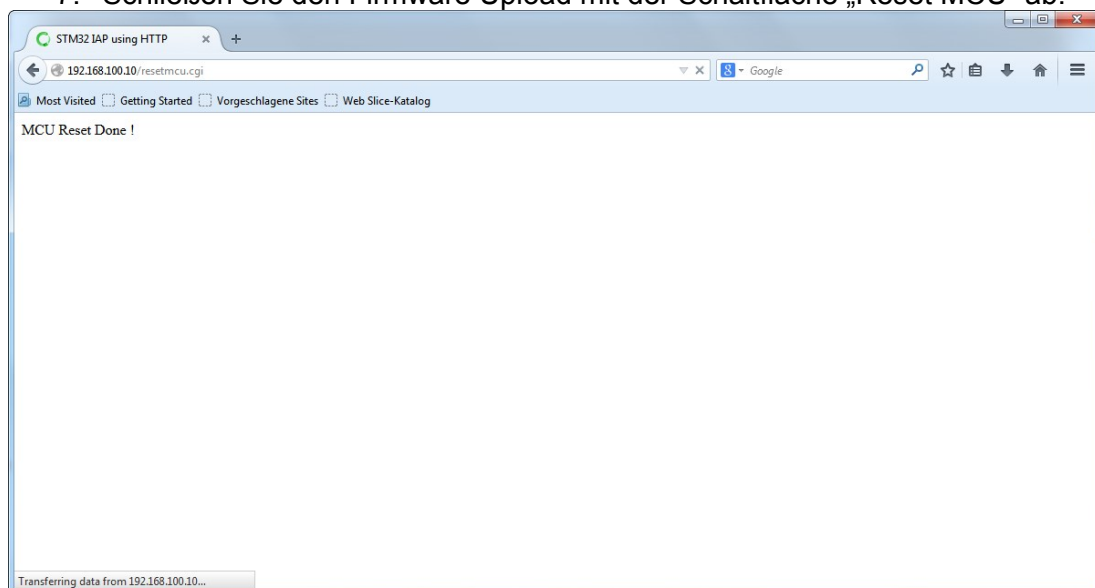 7. Schließen Sie den Firmware Upload mit der Schaltfläche „Reset MCU“ ab.
STM32 IAP using HTTP × +
192.168.100.10/resetmcu.cgi 8 Google
Most Visited Getting Started Vorgeschlagene Sites Web Slice-Katalog
MCU Reset Done !
Transferring data from 192.168.100.10...